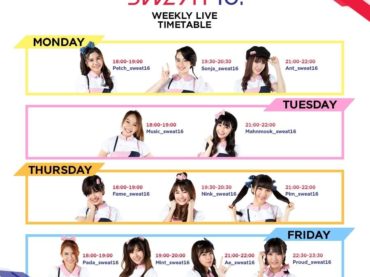 WEEKLY LIVE
TIMETABLE
MONDAY
18:00-19:00
Petch_sweat16
19:30-20:30
Sonja_sweat16
21:00-22:00
Ant_sweat16
TUESDAY
18:00-19:00
Music_sweat16
21:00-22:00
Mahnmook_sweat16
THURSDAY
18:00-19:00
Fame_sweat16
19:30-20:30
Nink_sweat16
21:00-22:00
Pim_sweat16
FRIDAY
18:00-19:00
Pada_sweat16
19:00-20:00
Mint_sweat16
21:00-22:00
Ae_sweat16
22:30-23:30
Proud_sweat16